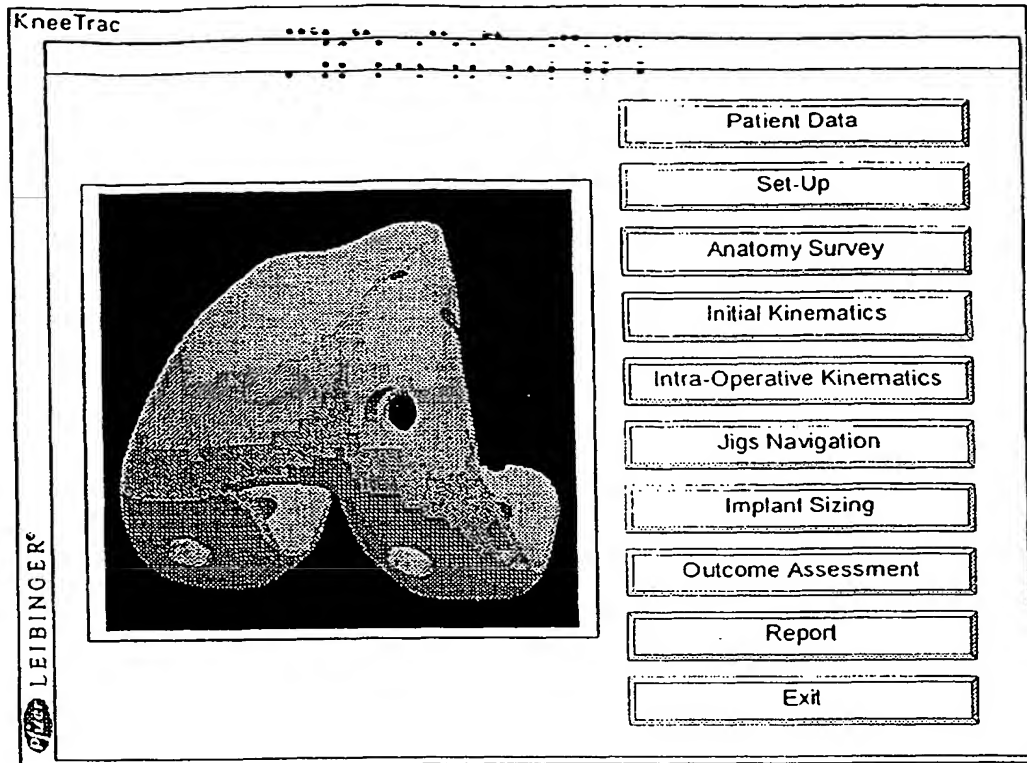 KneeTrac
Patient Data
Set-Up
Anatomy Survey
Initial Kinematics
Intra-Operative Kinematics
Jigs Navigation
Implant Sizing
Outcome Assessment
Report
Exit
LEIBINGER®